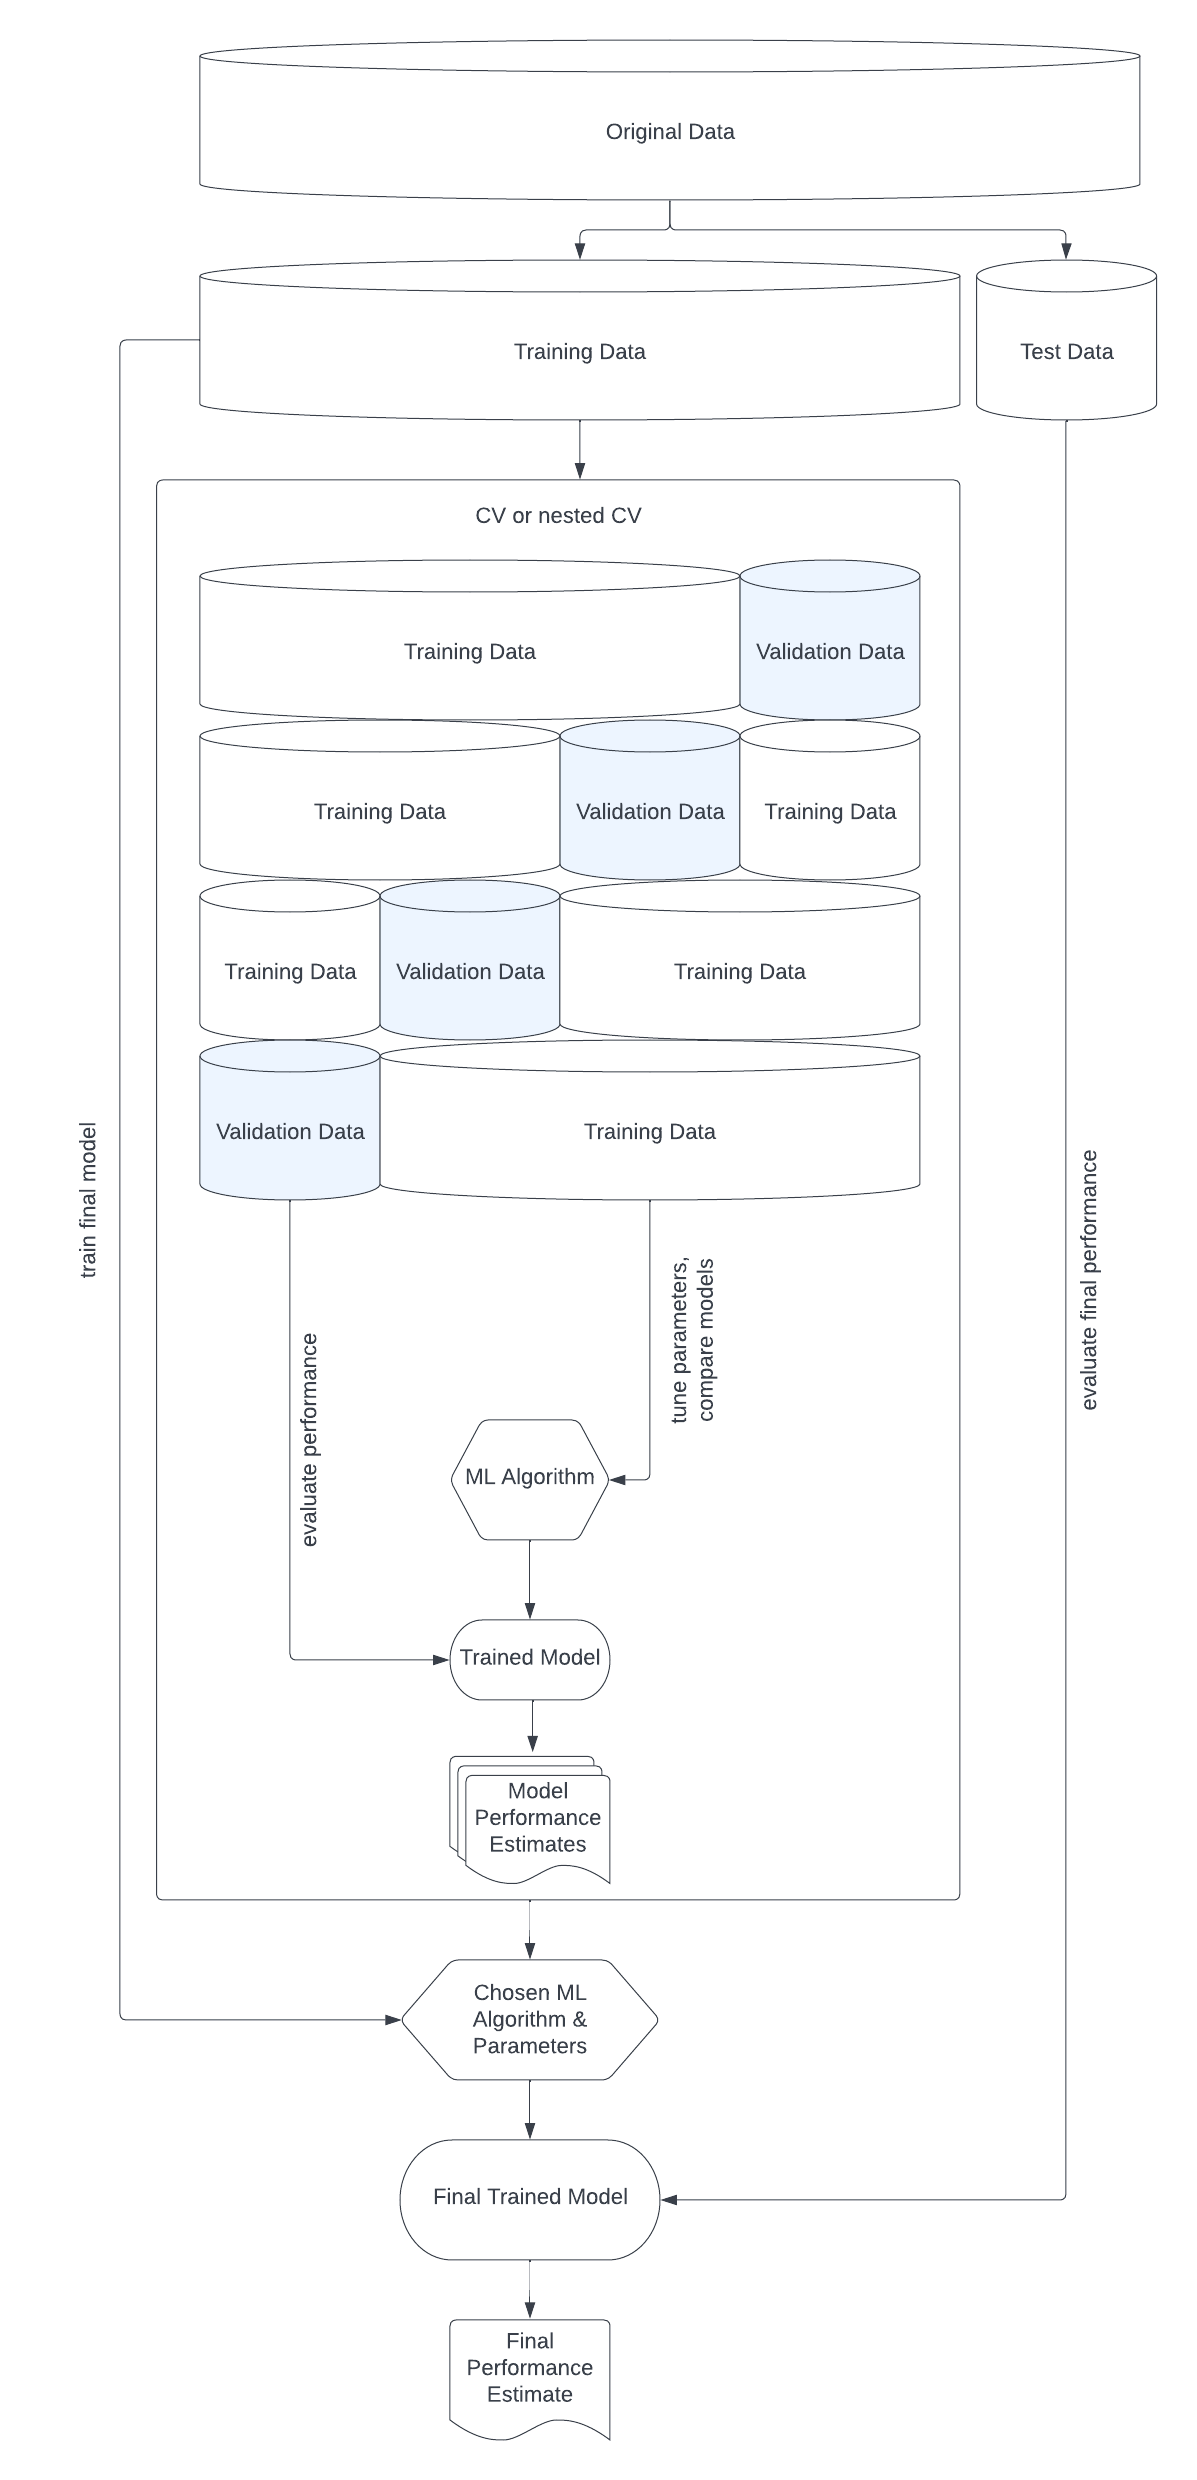 Original Data
Training Data
Test Data
CV or nested CV
Training Data
Validation Data
Training Data
Validation Data
Training Data
Training Data
Validation Data
Training Data
Validation Data
Training Data
train final model
evaluate performance
tune parameters,
compare models
evaluate final performance
ML Algorithm
Trained Model
Model
Performance
Estimates
Chosen ML
Algorithm &
Parameters
Final Trained Model
Final
Performance
Estimate